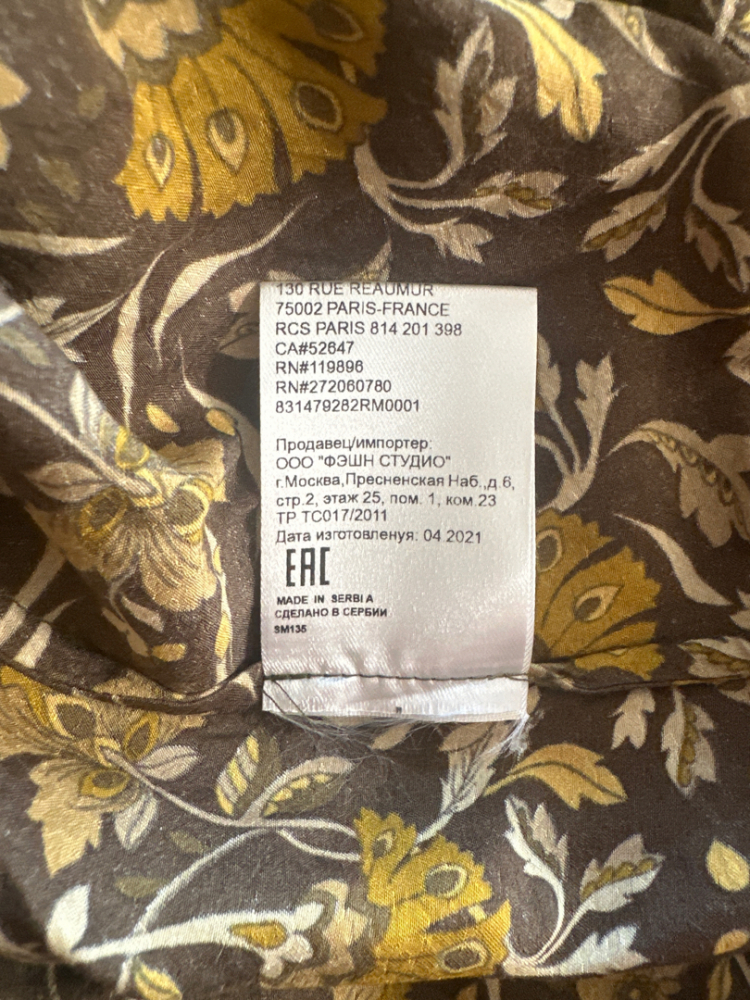 130 RUE REAUMUR
75002 PARIS-FRANCE
RCS PARIS 814 201 398
CA#52647
RN#119896
RN#272060780
831479282RM0001
Продавец/импортер:
ООО "ФЭШН СТУДИО"
г.Москва,Пресненская Наб.,д.6,
стр.2, этаж 25, пом. 1, ком.23
ТР ТС017/2011
Дата изготовленуя: 04.2021
EAC
MADE IN SERBIA
СДЕЛАНО В СЕРБИИ
SM135